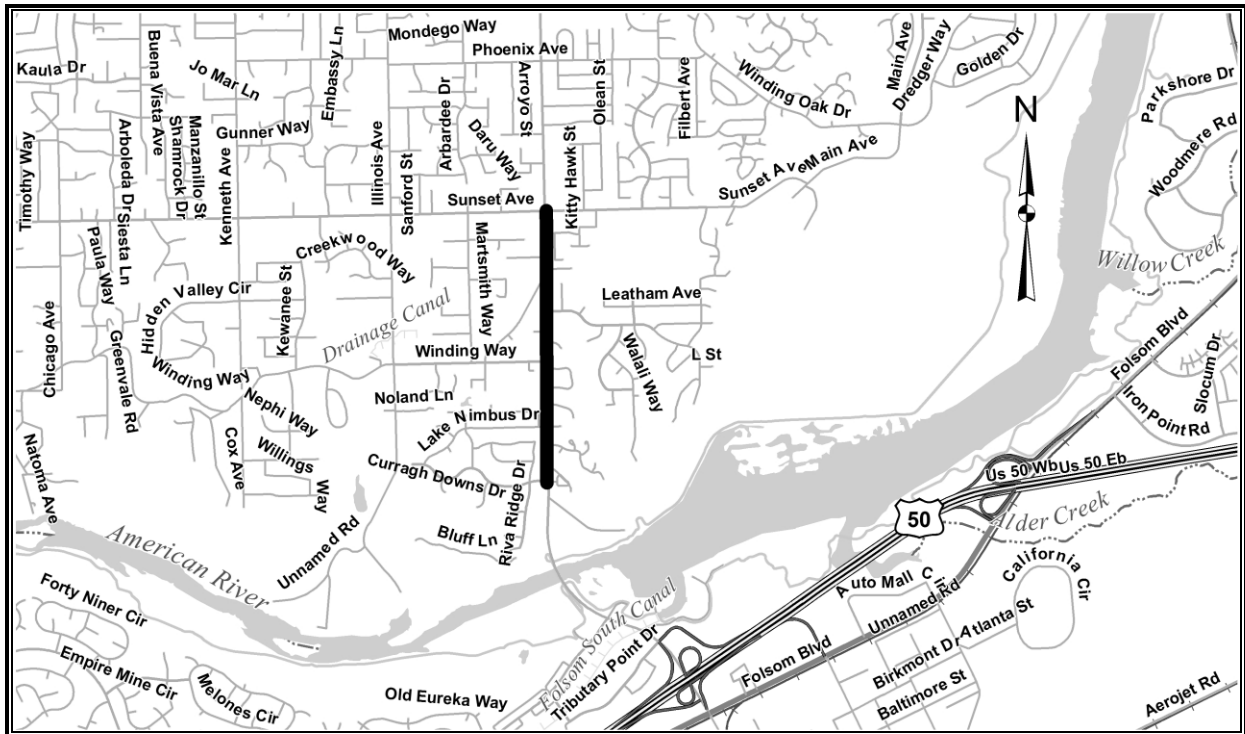 Mondego Way
Phoenix Ave
Kaula Dr
Buena Vista Ave
Jo Mar Ln
Embassy Ln
Arroyo St
Olean St
Filbert Ave
Winding Oak Dr
Main Ave
Dredger Way
Golden Dr
Parkshore Dr
Woodmere Rd
N
Timothy Way
Arboleda Dr
Shamrock Dr
Manzanillo St
Gunner Way
Kenneth Ave
Illinois Ave
Sanford St
Arbardee Dr
Daru Way
Kitty Hawk St
Sunset Ave
Sunset Ave
Main Ave
Siesta Ln
Paula Way
Creekwood Way
Martsmith Way
Willow Creek
Hidden Valley Cir
Kewanee St
Drainage Canal
Leatham Ave
Chicago Ave
Greenvale Rd
Winding Way
Winding Way
Walali Way
L St
Folsom Blvd
Slocum Dr
Iron Point Rd
Nephi Way
Noland Ln
Lake Nimbus Dr
Natoma Ave
Cox Ave
Willings Way
Curragh Downs Dr
Riva Ridge Dr
Bluff Ln
Us 50 Wb
Us 50 Eb
50
Alder Creek
American River
Unnamed Rd
Forty Niner Cir
Auto Mall Cir
Unnamed Rd
California Cir
Atlanta St
Birkmont Dr
Baltimore St
Folsom South Canal
Tributary Point Dr
Folsom Blvd
Empire Mine Cir
Melones Cir
Old Eureka Way
Aerojet Rd